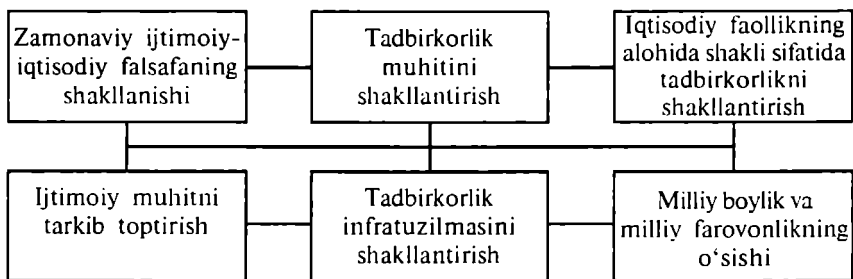 Zamonaviy ijtimoiy-
iqtisodiy falsafaning
shakllanishi
Tadbirkorlik
muhitini
shakllantirish
Iqtisodiy faollikning
alohida shakli sifatida
tadbirkorlikni
shakllantirish
Ijtimoiy muhitni
tarkib toptirish
Tadbirkorlik
infratuzilmasini
shakllantirish
Milliy boylik va
milliy farovonlikning
o‘sishi